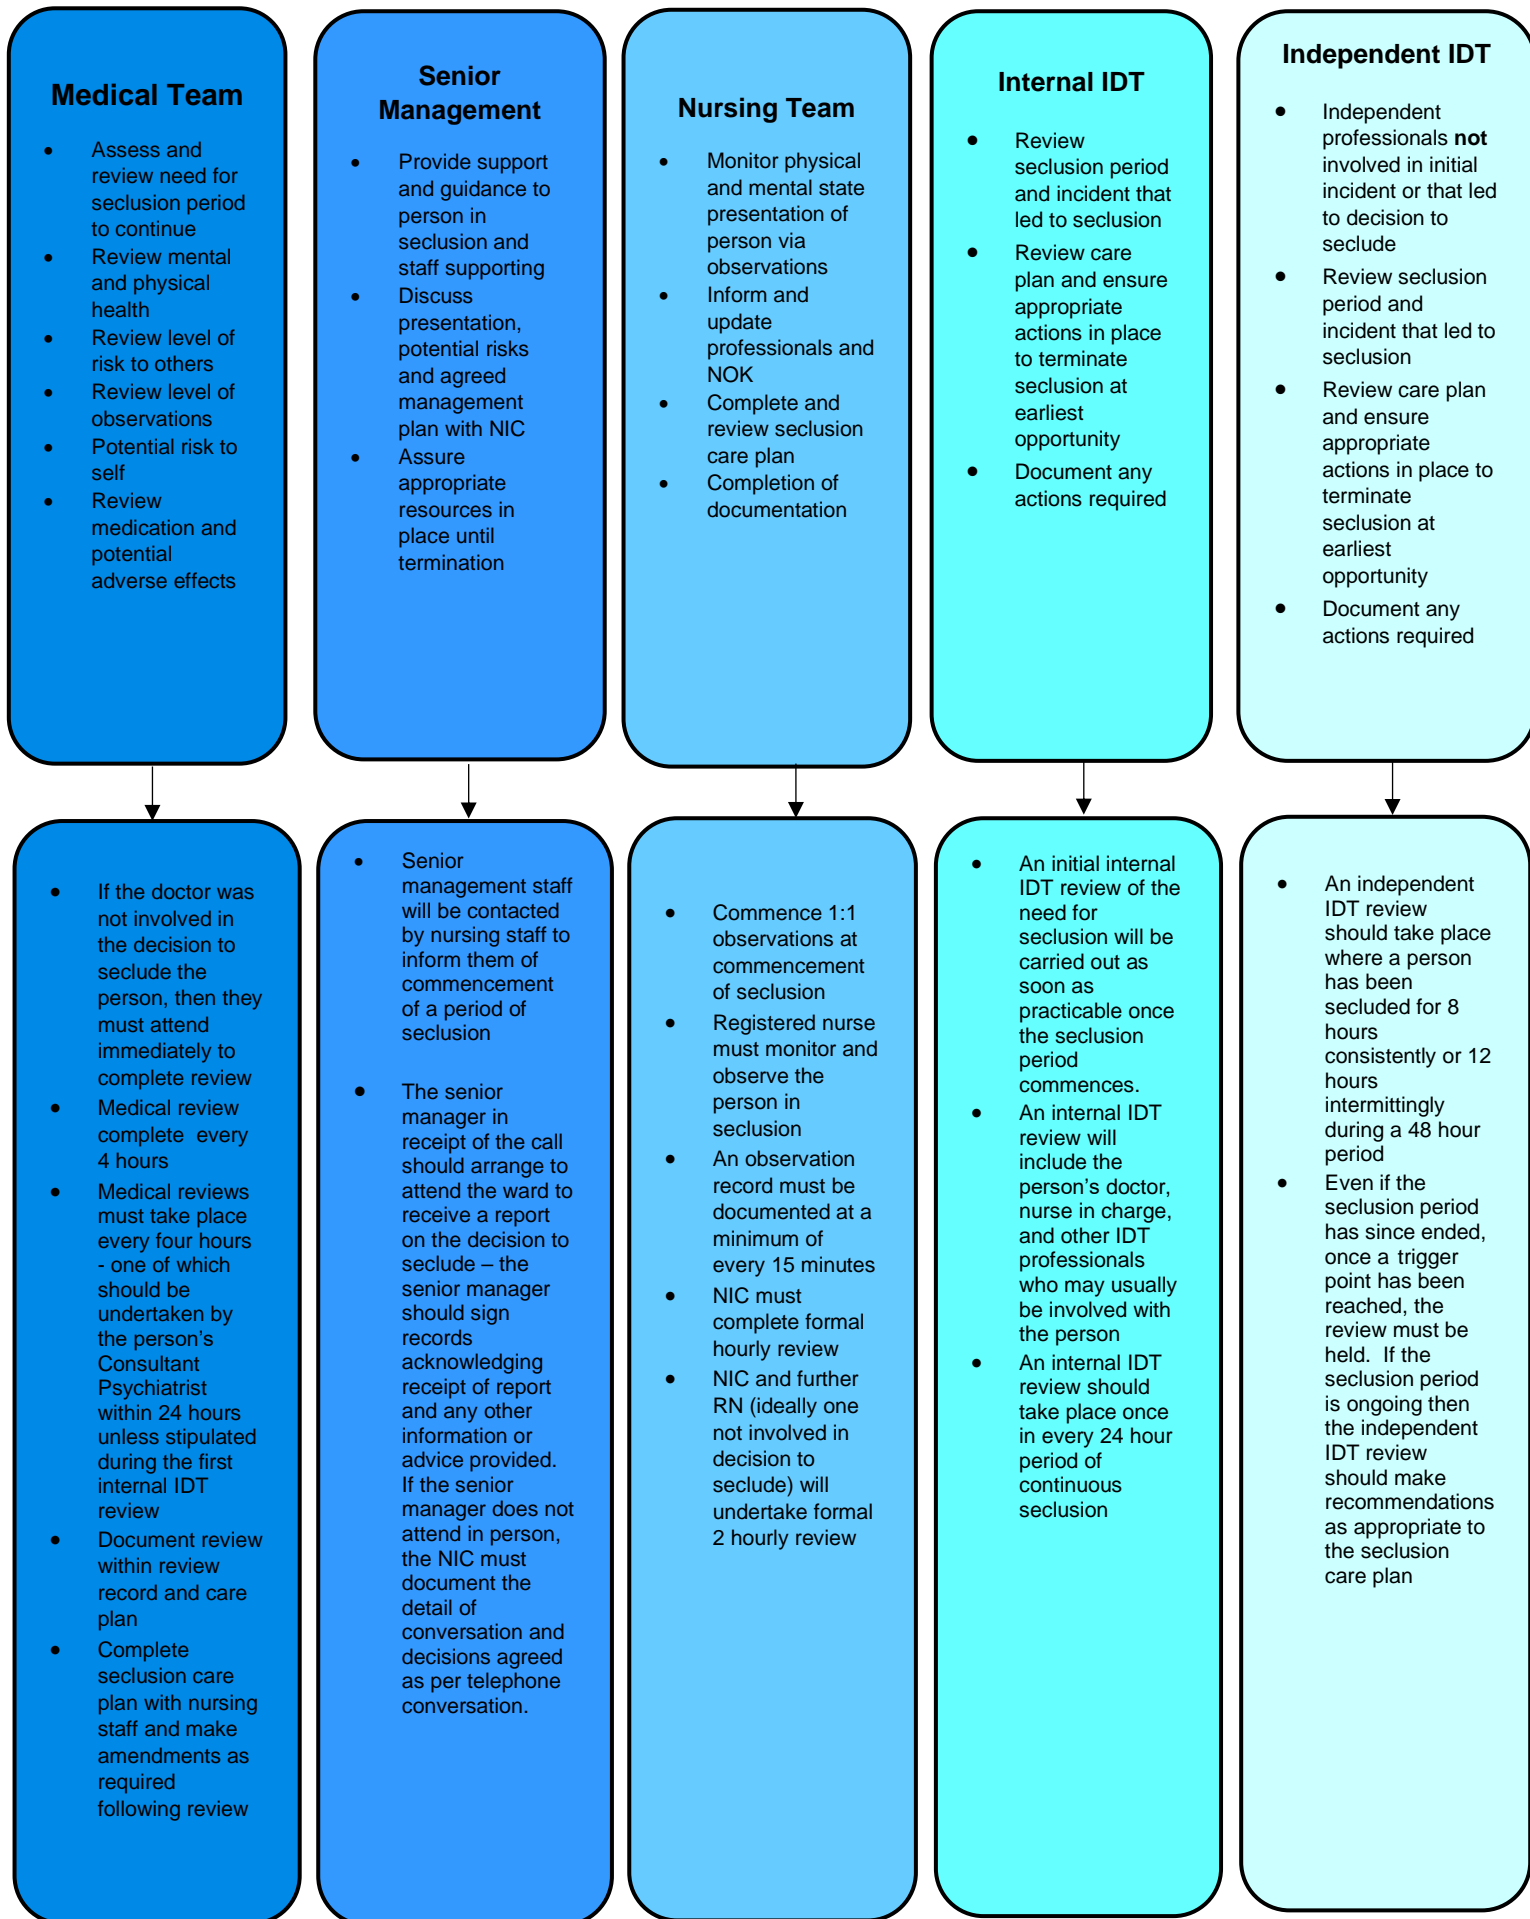 Medical Team
• Assess and
review need for
seclusion period
to continue
• Review mental
and physical
health
• Review level of
risk to others
• Review level of
observations
• Potential risk to
self
• Review
medication and
potential
adverse effects
Senior
Management
• Provide support
and guidance to
person in
seclusion and
staff supporting
• Discuss
presentation,
potential risks
and agreed
management
plan with NIC
• Assure
appropriate
resources in
place until
termination
Nursing Team
• Monitor physical
and mental state
presentation of
person via
observations
• Inform and
update
professionals and
NOK
• Complete and
review seclusion
care plan
• Completion of
documentation
Internal IDT
• Review
seclusion period
and incident that
led to seclusion
• Review care
plan and ensure
appropriate
actions in place
to terminate
seclusion at
earliest
opportunity
• Document any
actions required
Independent IDT
• Independent
professionals not
involved in initial
incident or that led
to decision to
seclude
• Review seclusion
period and
incident that led to
seclusion
• Review care plan
and ensure
appropriate
actions in place to
terminate
seclusion at
earliest
opportunity
• Document any
actions required
• If the doctor was
not involved in
the decision to
seclude the
person, then they
must attend
immediately to
complete review
• Medical review
complete every
4 hours
• Medical reviews
must take place
every four hours
- one of which
should be
undertaken by
the person's
Consultant
Psychiatrist
within 24 hours
unless stipulated
during the first
internal IDT
review
• Document review
within review
record and care
plan
• Complete
seclusion care
plan with nursing
staff and make
amendments as
required
following review
• Senior
management staff
will be contacted
by nursing staff to
inform them of
commencement
of a period of
seclusion
• The senior
manager in
receipt of the call
should arrange to
attend the ward to
receive a report
on the decision to
seclude – the
senior manager
should sign
records
acknowledging
receipt of report
and any other
information or
advice provided.
If the senior
manager does not
attend in person,
the NIC must
document the
detail of
conversation and
decisions agreed
as per telephone
conversation.
• Commence 1:1
observations at
commencement
of seclusion
• Registered nurse
must monitor and
observe the
person in
seclusion
• An observation
record must be
documented at a
minimum of
every 15 minutes
• NIC must
complete formal
hourly review
• NIC and further
RN (ideally one
not involved in
decision to
seclude) will
undertake formal
2 hourly review
• An initial internal
IDT review of the
need for
seclusion will be
carried out as
soon as
practicable once
the seclusion
period
commences.
• An internal IDT
review will
include the
person's doctor,
nurse in charge,
and other IDT
professionals
who may usually
be involved with
the person
• An internal IDT
review should
take place once
in every 24 hour
period of
continuous
seclusion
• An independent
IDT review
should take place
where a person
has been
secluded for 8
hours
consistently or 12
hours
intermittingly
during a 48 hour
period
• Even if the
seclusion period
has since ended,
once a trigger
point has been
reached, the
review must be
held. If the
seclusion period
is ongoing then
the independent
IDT review
should make
recommendations
as appropriate to
the seclusion
care plan